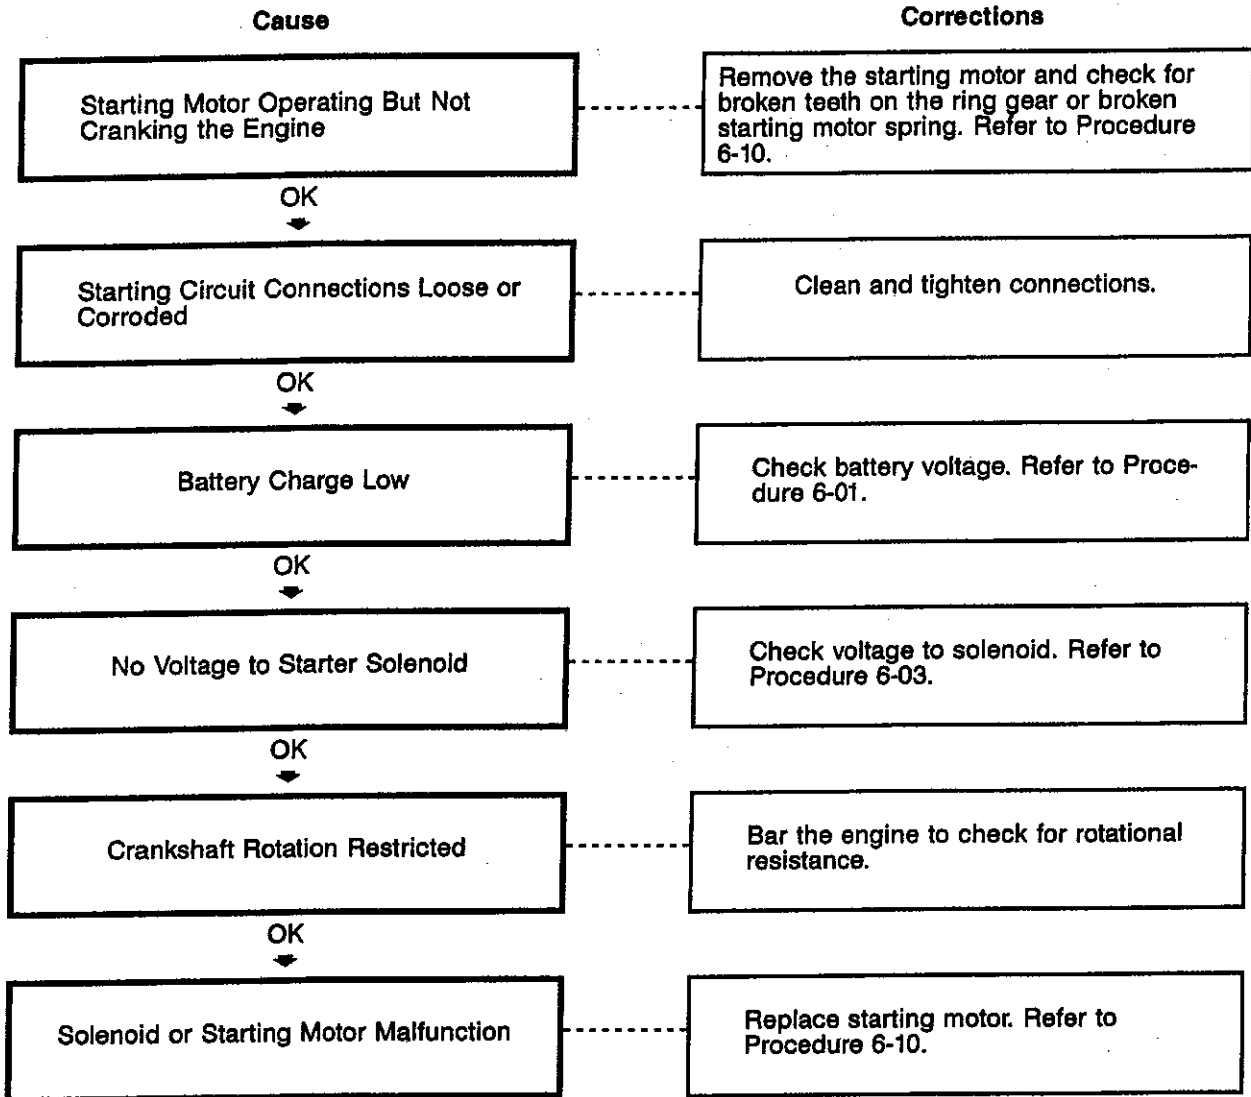 Cause
Corrections
Starting Motor Operating But Not
Cranking the Engine
Remove the starting motor and check for
broken teeth on the ring gear or broken
starting motor spring. Refer to Procedure
6-10.
OK
Starting Circuit Connections Loose or
Corroded
Clean and tighten connections.
OK
Battery Charge Low
Check battery voltage. Refer to Proce-
dure 6-01.
OK
No Voltage to Starter Solenoid
Check voltage to solenoid. Refer to
Procedure 6-03.
OK
Crankshaft Rotation Restricted
Bar the engine to check for rotational
resistance.
OK
Solenoid or Starting Motor Malfunction
Replace starting motor. Refer to
Procedure 6-10.